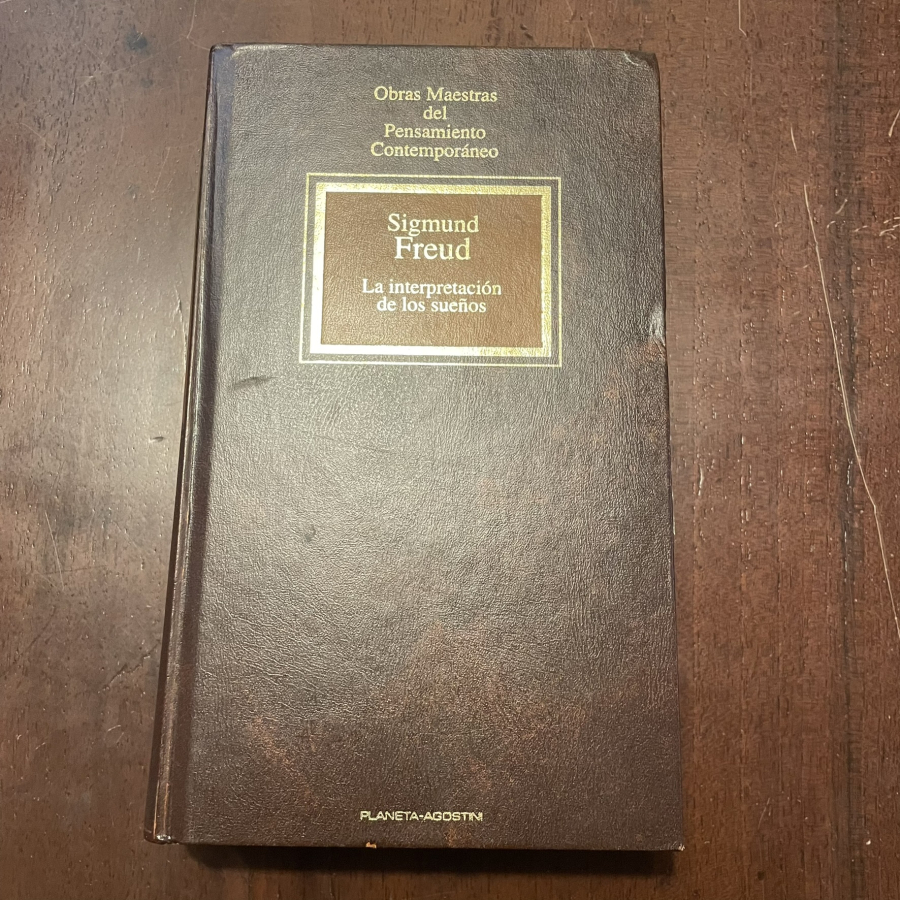 Obras Maestras
del
Pensamiento
Contemporáneo
Sigmund
Freud
La interpretación
de los sueños
PLANETA-AGOSTINI